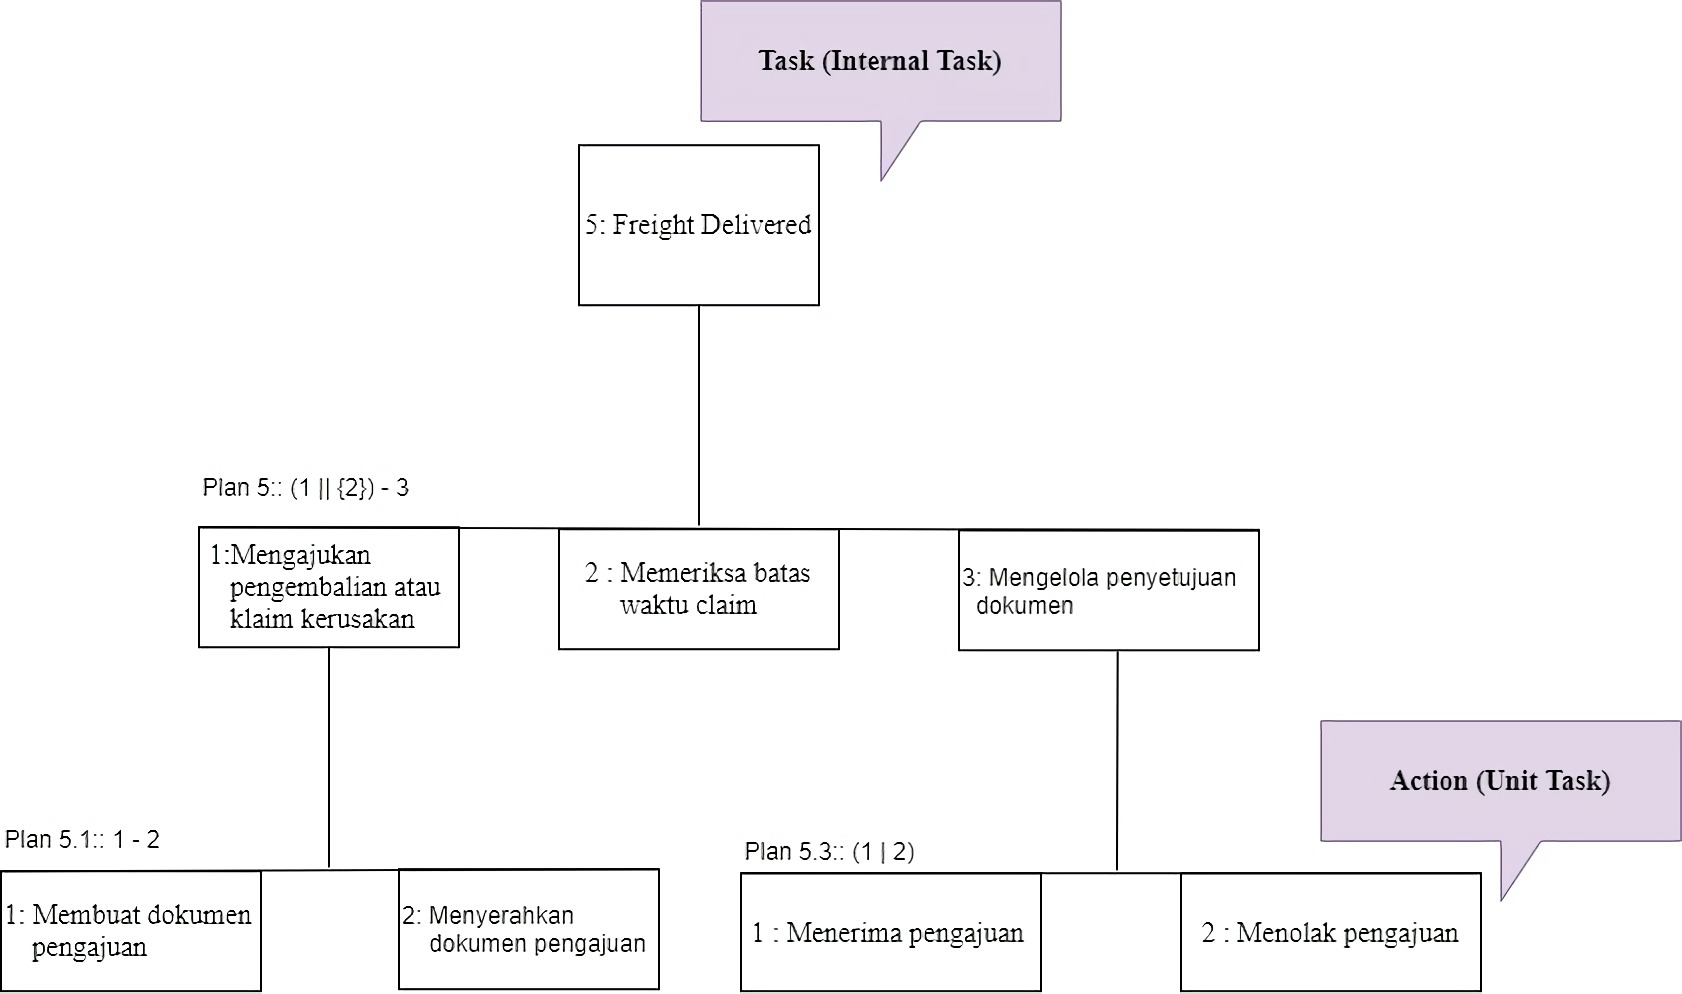 Task (Internal Task)
5: Freight Delivered
Plan 5:: (1 || {2}) - 3
1:Mengajukan
pengembalian atau
klaim kerusakan
2 : Memeriksa batas
waktu claim
3: Mengelola penyetujuan
dokumen
Action (Unit Task)
Plan 5.1:: 1 - 2
1: Membuat dokumen
pengajuan
2: Menyerahkan
dokumen pengajuan
Plan 5.3:: (1 | 2)
1 : Menerima pengajuan
2 : Menolak pengajuan